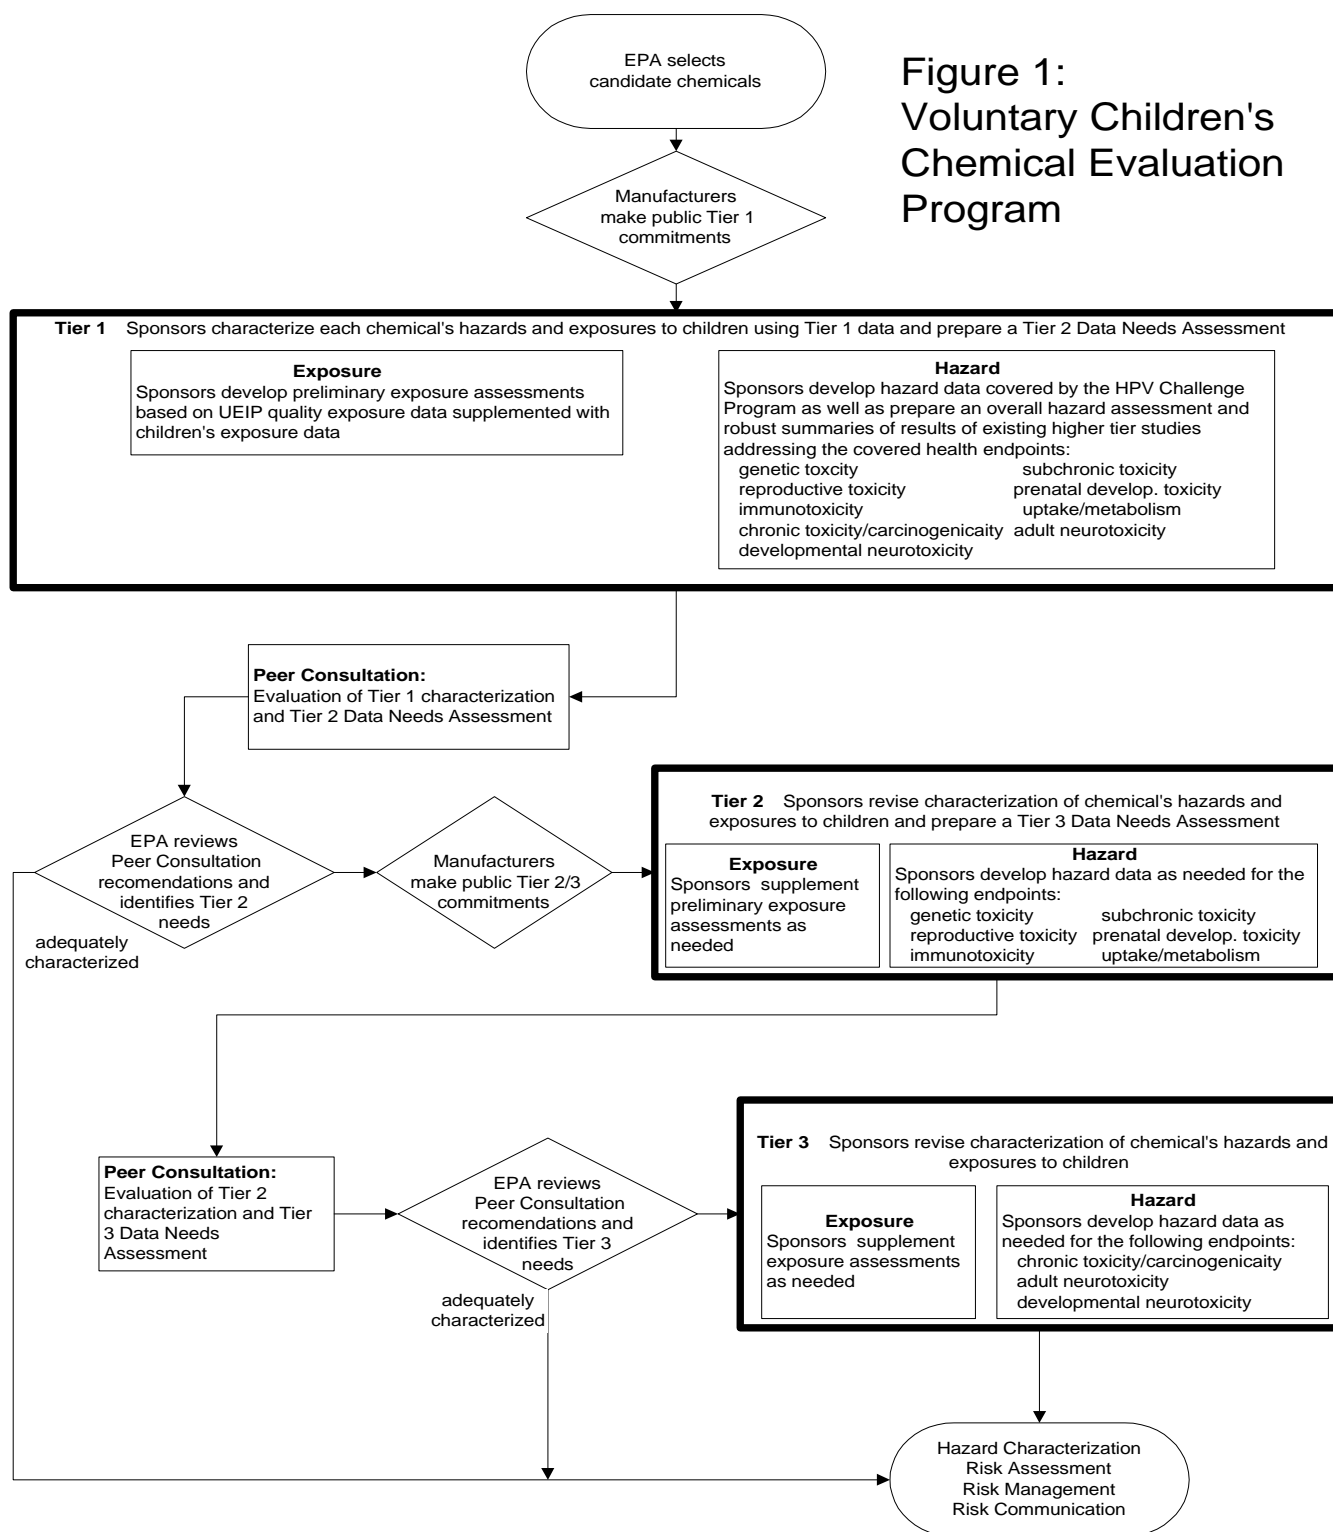 EPA selects
candidate chemicals
Figure 1:
Voluntary Children's
Chemical Evaluation
Program
Manufacturers
make public Tier 1
commitments
Tier 1 Sponsors characterize each chemical's hazards and exposures to children using Tier 1 data and prepare a Tier 2 Data Needs Assessment
Exposure
Sponsors develop preliminary exposure assessments
based on UEIP quality exposure data supplemented with
children's exposure data
Hazard
Sponsors develop hazard data covered by the HPV Challenge
Program as well as prepare an overall hazard assessment and
robust summaries of results of existing higher tier studies
addressing the covered health endpoints:
genetic toxcity subchronic toxicity
reproductive toxicity prenatal develop. toxicity
immunotoxicity uptake/metabolism
chronic toxicity/carcinogenicaity adult neurotoxicity
developmental neurotoxicity
Peer Consultation:
Evaluation of Tier 1 characterization
and Tier 2 Data Needs Assessment
EPA reviews
Peer Consultation
recomendations and
identifies Tier 2
needs
adequately
characterized
Manufacturers
make public Tier 2/3
commitments
Tier 2 Sponsors revise characterization of chemical's hazards and
exposures to children and prepare a Tier 3 Data Needs Assessment
Exposure
Sponsors supplement
preliminary exposure
assessments as
needed
Hazard
Sponsors develop hazard data as needed for the
following endpoints:
genetic toxicity subchronic toxicity
reproductive toxicity prenatal develop. toxicity
immunotoxicity uptake/metabolism
Peer Consultation:
Evaluation of Tier 2
characterization and Tier
3 Data Needs
Assessment
EPA reviews
Peer Consultation
recomendations and
identifies Tier 3
needs
adequately
characterized
Tier 3 Sponsors revise characterization of chemical's hazards and
exposures to children
Exposure
Sponsors supplement
exposure assessments
as needed
Hazard
Sponsors develop hazard data as
needed for the following endpoints:
chronic toxicity/carcinogenicaity
adult neurotoxicity
developmental neurotoxicity
Hazard Characterization
Risk Assessment
Risk Management
Risk Communication